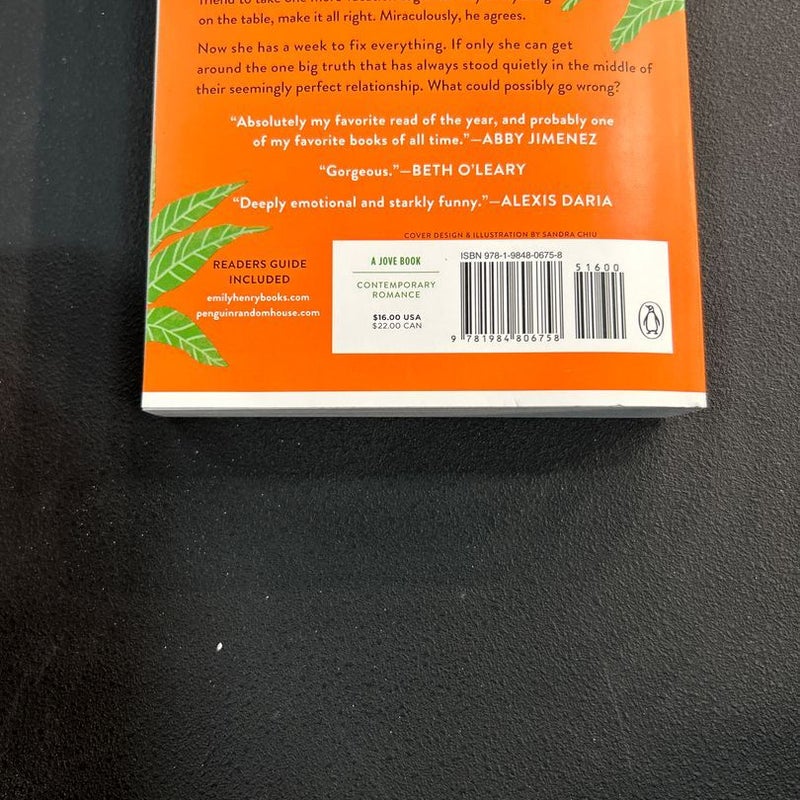 on the table, make it all right. Miraculously, he agrees.
Now she has a week to fix everything. If only she can get
around the one big truth that has always stood quietly in the middle of
their seemingly perfect relationship. What could possibly go wrong?
“Absolutely my favorite read of the year, and probably one
of my favorite books of all time.”—ABBY JIMENEZ
“Gorgeous.”—BETH O’LEARY
“Deeply emotional and starkly funny.”—ALEXIS DARIA
COVER DESIGN & ILLUSTRATION BY SANDRA CHIU
READERS GUIDE
INCLUDED
emilyhenrybooks.com
penguinrandomhouse.com
A JOVE BOOK
CONTEMPORARY
ROMANCE
$16.00 USA
$22.00 CAN
ISBN 978-1-9848-0675-8
51600
9 781984 806758